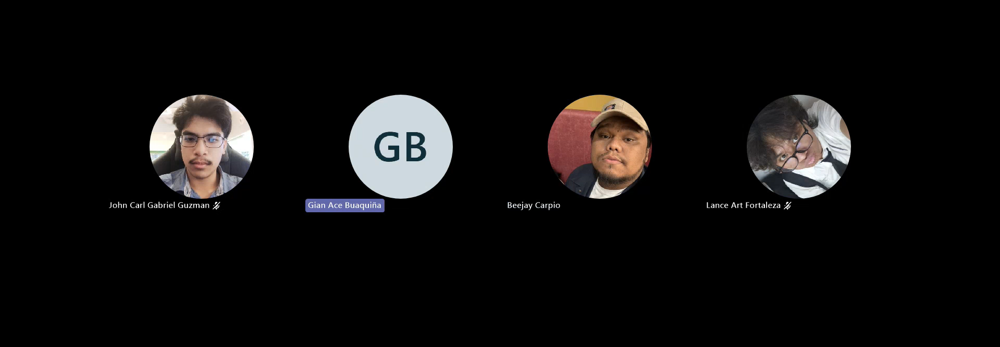 GB
John Carl Gabriel Guzman
Gian Ace Buaquiña
Beejay Carpio
Lance Art Fortaleza